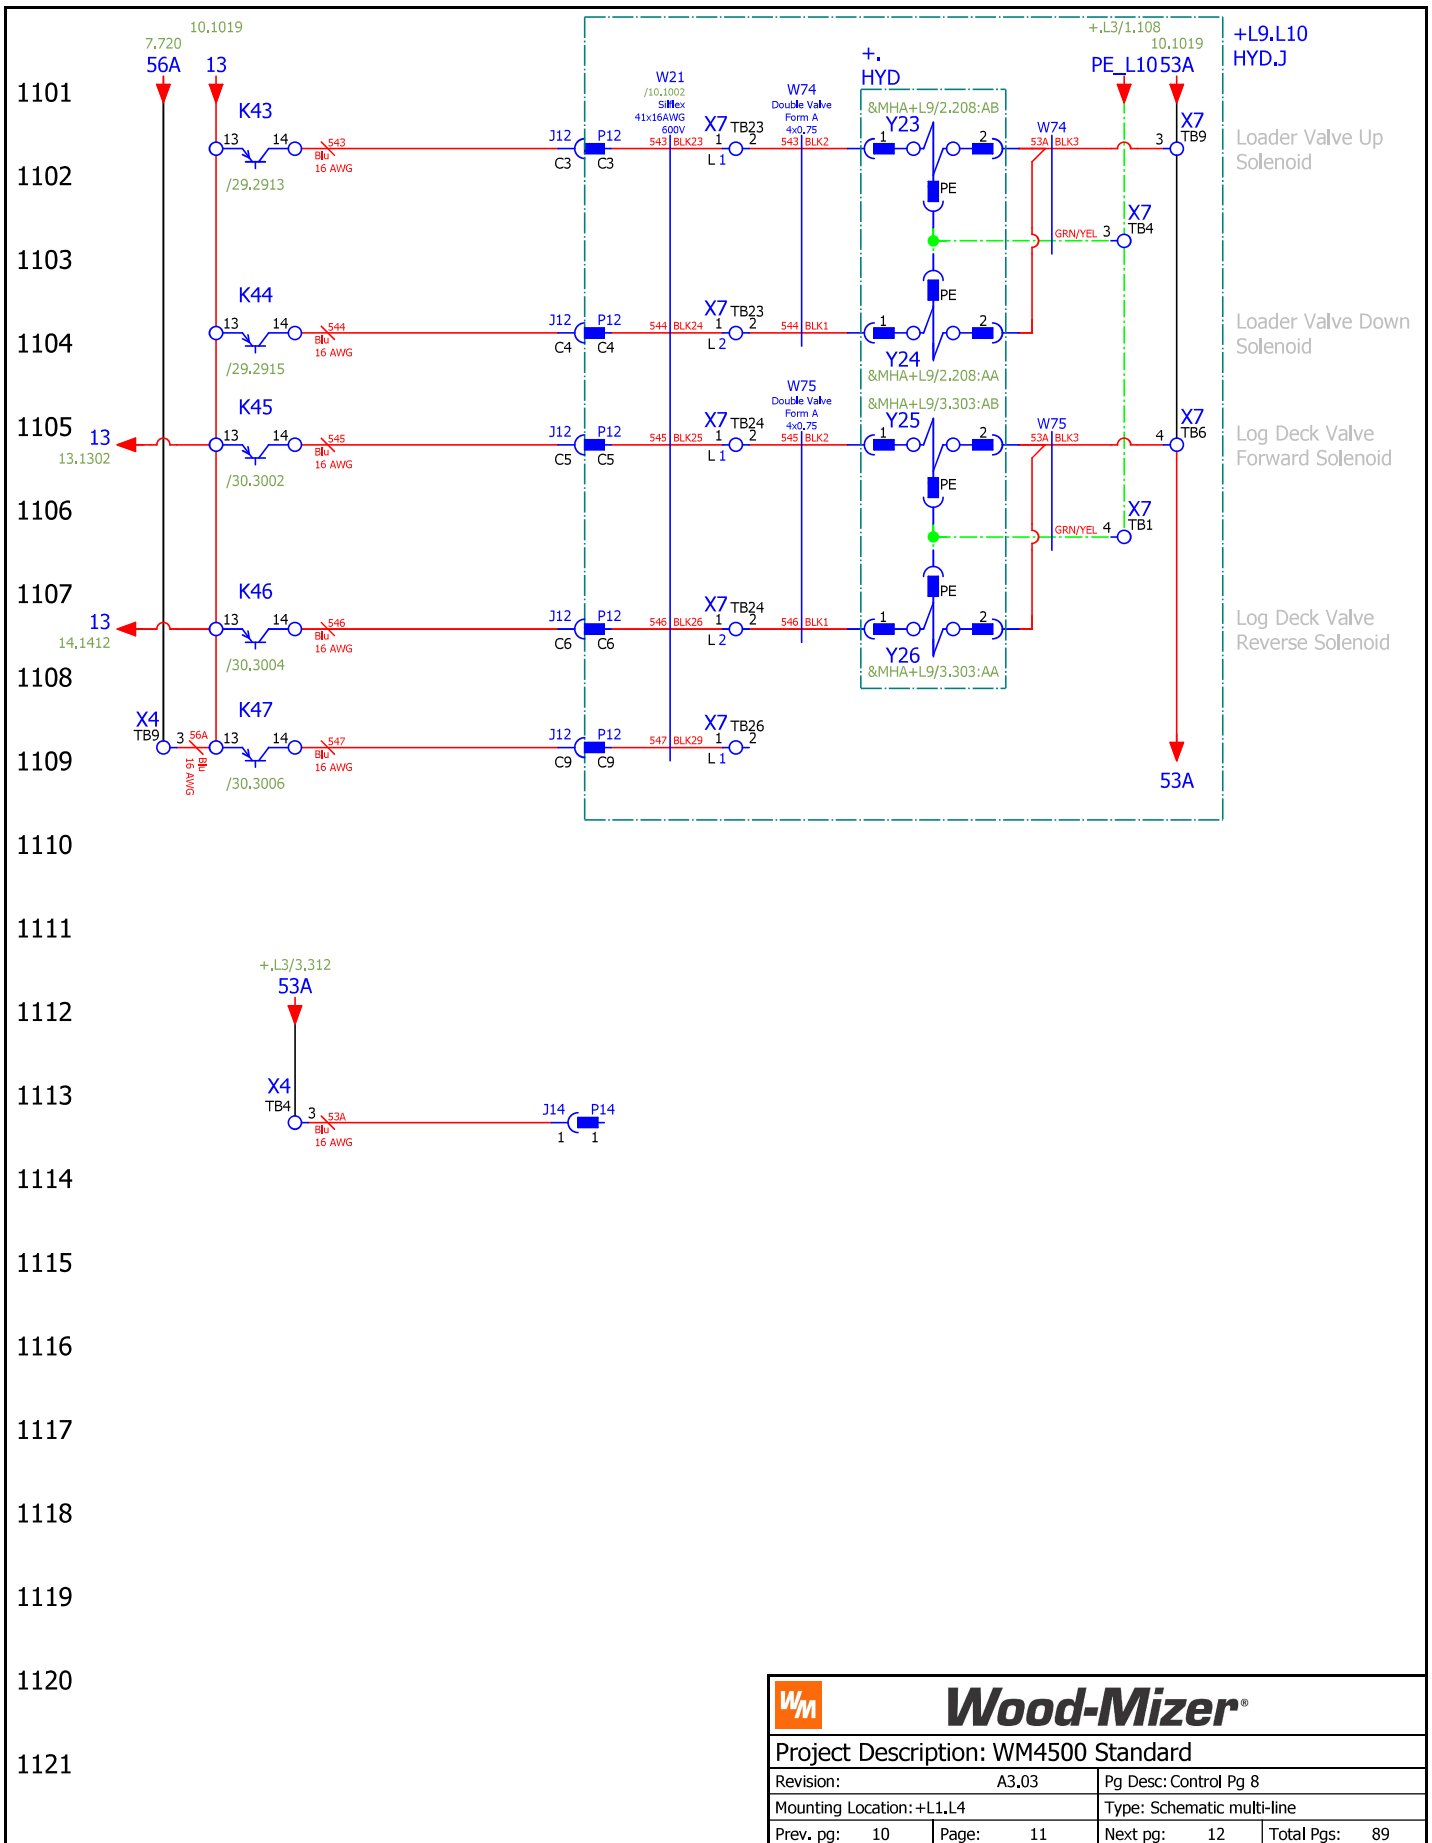 10.1019
7.720
56A 13
+.L3/1.108
10.1019
PE_L10 53A
+L9.L10
HYD.J
+.
HYD
W21
/10.1002
Silflex
41x16AWG
600V
W74
Double Valve
Form A
4x0.75
&MHA+L9/2.208:AB
1101
K43
13 14
543
Blu
16 AWG
/29.2913
J12 P12
C3 C3
543 BLK23
X7 TB23
1 2
L 1
543 BLK2
Y23
1 2
PE
W74
53A BLK3
3
X7
TB9
Loader Valve Up
Solenoid
1102
X7
TB4
GRN/YEL 3
1103
PE
K44
13 14
544
Blu
16 AWG
/29.2915
J12 P12
C4 C4
544 BLK24
X7 TB23
1 2
L 2
544 BLK1
1 2
Y24
&MHA+L9/2.208:AA
Loader Valve Down
Solenoid
1104
W75
Double Valve
Form A
4x0.75
&MHA+L9/3.303:AB
1105
13
13.1302
K45
13 14
545
Blu
16 AWG
/30.3002
J12 P12
C5 C5
545 BLK25
X7 TB24
1 2
L 1
545 BLK2
Y25
1 2
PE
W75
53A BLK3
4
X7
TB6
Log Deck Valve
Forward Solenoid
1106
X7
TB1
GRN/YEL 4
1107
PE
13
14.1412
K46
13 14
546
Blu
16 AWG
/30.3004
J12 P12
C6 C6
546 BLK26
X7 TB24
1 2
L 2
546 BLK1
1 2
Y26
&MHA+L9/3.303:AA
Log Deck Valve
Reverse Solenoid
1108
X4
TB9
3
56A
Blu
16 AWG
K47
13 14
547
Blu
16 AWG
/30.3006
J12 P12
C9 C9
547 BLK29
X7 TB26
1 2
L 1
53A
1109
1110
1111
+.L3/3.312
53A
1112
1113
X4
TB4
3
53A
Blu
16 AWG
J14 P14
1 1
1114
1115
1116
1117
1118
1119
1120
1121
WM
Wood-Mizer®
Project Description: WM4500 Standard
Revision: A3.03 Pg Desc: Control Pg 8
Mounting Location: +L1.L4 Type: Schematic multi-line
Prev. pg: 10 Page: 11 Next pg: 12 Total Pgs: 89